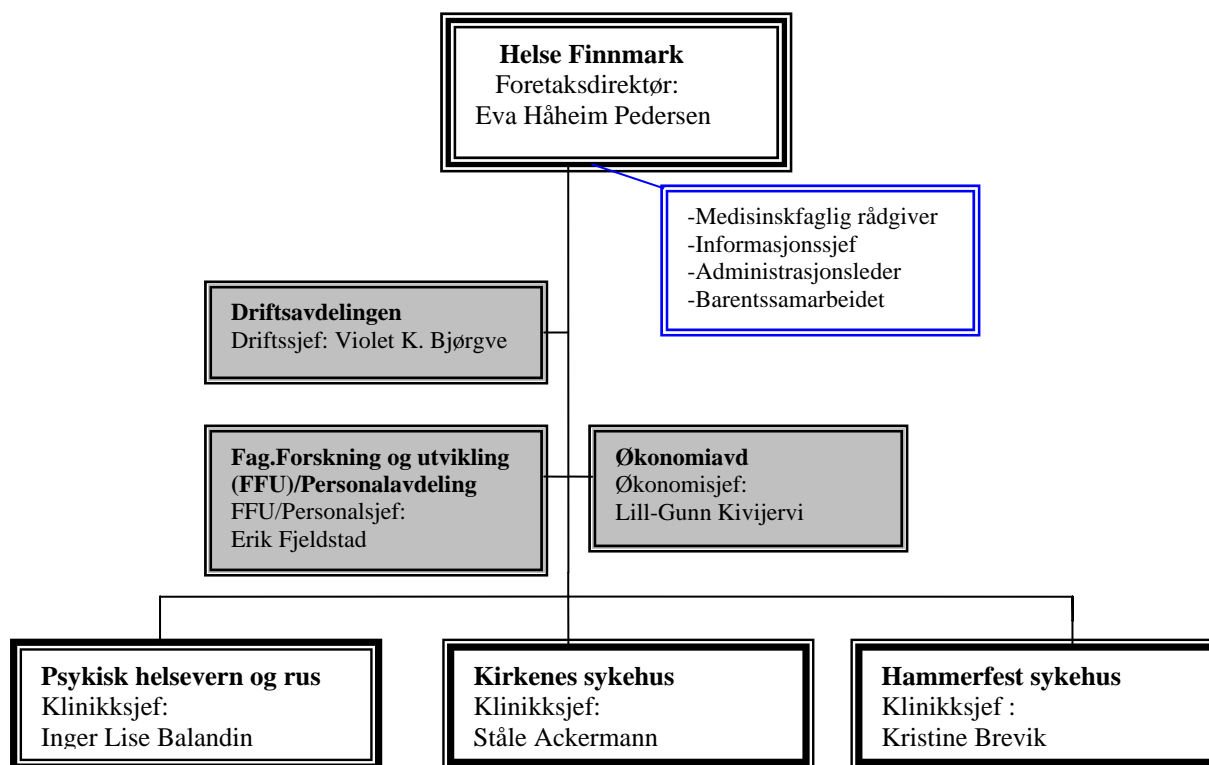 Helse Finnmark
Foretaksdirektør:
Eva Håheim Pedersen
-Medisinskfaglig rådgiver
-Informasjonssjef
-Administrasjonsleder
-Barentssamarbeidet
Driftsavdelingen
Driftssjef: Violet K. Bjørgve
Fag.Forskning og utvikling
(FFU)/Personalavdeling
FFU/Personalsjef:
Erik Fjeldstad
Økonomiavd
Økonomisjef:
Lill-Gunn Kivijervi
Psykisk helsevern og rus
Klinikksjef:
Inger Lise Balandin
Kirkenes sykehus
Klinikksjef:
Ståle Ackermann
Hammerfest sykehus
Klinikksjef :
Kristine Brevik